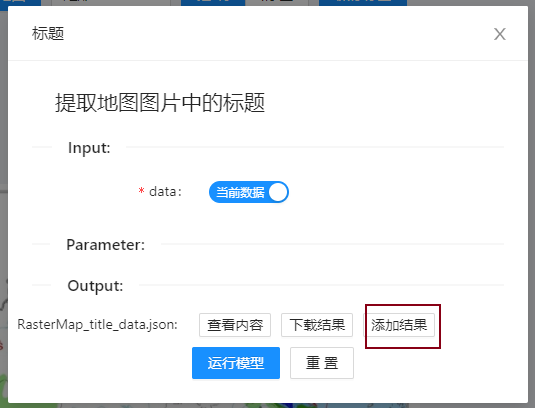 标题
提取地图图片中的标题
Input:
* data: 当前数据
Parameter:
Output:
RasterMap_title_data.json: 查看内容 下载结果 添加结果
运行模型 重 置